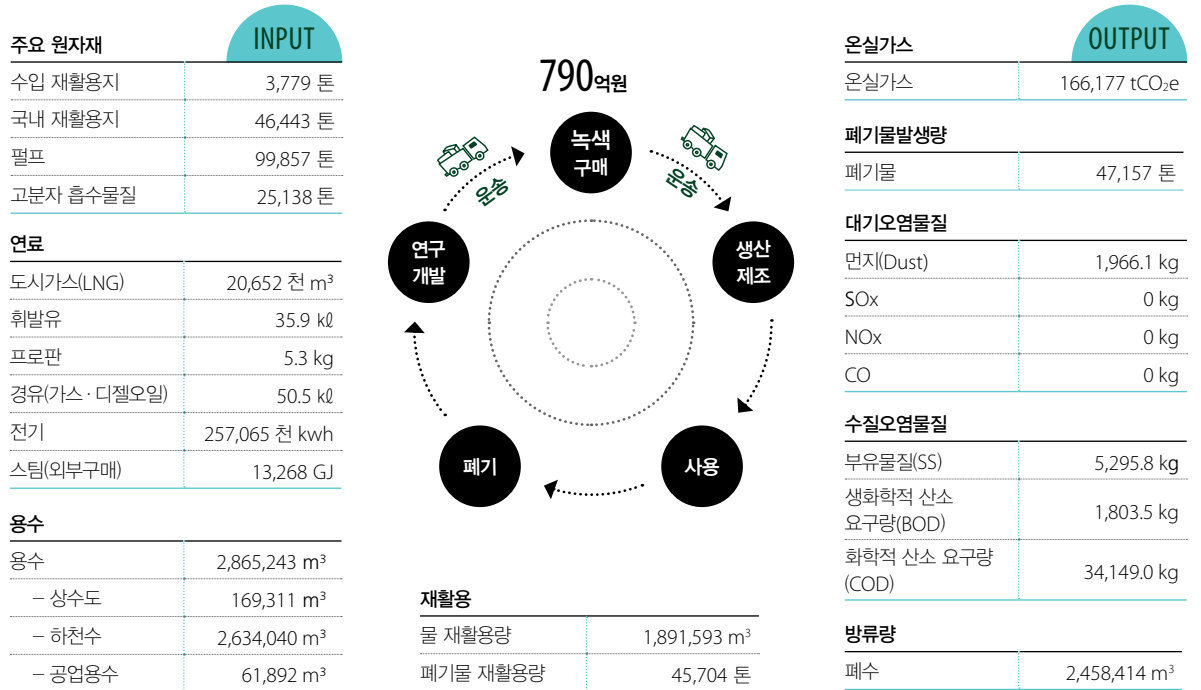 주요 원자재 INPUT
수입 재활용지 3,779 톤
국내 재활용지 46,443 톤
펄프 99,857 톤
고분자 흡수물질 25,138 톤
연료
도시가스(LNG) 20,652 천 m³
휘발유 35.9 kℓ
프로판 5.3 kg
경유(가스 · 디젤오일) 50.5 kℓ
전기 257,065 천 kwh
스팀(외부구매) 13,268 GJ
용수
용수 2,865,243 m³
– 상수도 169,311 m³
– 하천수 2,634,040 m³
– 공업용수 61,892 m³
790억원
녹색
구매
운송
운송
연구
개발
생산
제조
폐기
사용
재활용
물 재활용량 1,891,593 m³
폐기물 재활용량 45,704 톤
온실가스 OUTPUT
온실가스 166,177 tCO₂e
폐기물발생량
폐기물 47,157 톤
대기오염물질
먼지(Dust) 1,966.1 kg
SOx 0 kg
NOx 0 kg
CO 0 kg
수질오염물질
부유물질(SS) 5,295.8 kg
생화학적 산소
요구량(BOD) 1,803.5 kg
화학적 산소 요구량
(COD) 34,149.0 kg
방류량
폐수 2,458,414 m³